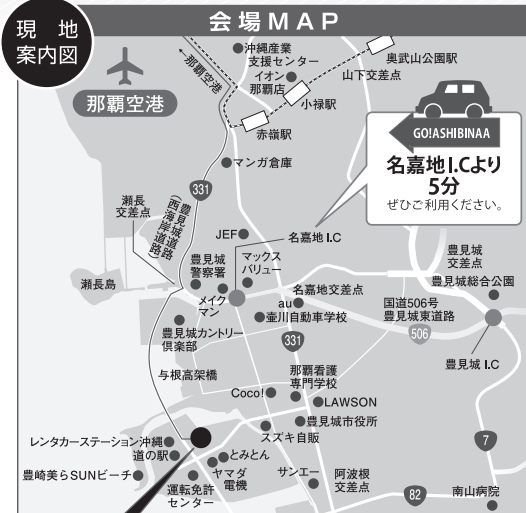 会場MAP
現　地
案内図
那覇空港
那覇空港
沖縄産業
支援センター
イオン
那覇店
奥武山公園駅
山下交差点
小禄駅
赤嶺駅
GO!ASHIBINAA
名嘉地I.Cより
5分
ぜひご利用ください。
マンガ倉庫
331
豊見城道路
(西海岸道路)
瀬長
交差点
JEF
名嘉地I.C
豊見城
警察署
マックス
バリュー
瀬長島
メイク
マン
名嘉地交差点
au
壷川自動車学校
豊見城カントリー
倶楽部
豊見城
交差点
豊見城総合公園
国道506号
豊見城東道路
506
豊見城 I.C
331
与根高架橋
那覇看護
専門学校
Coco!
LAWSON
豊見城市役所
スズキ自販
7
レンタカーステーション沖縄
道の駅
豊崎美らSUNビーチ
とみとん
ヤマダ
電機
運転免許
センター
サンエー
阿波根
交差点
82
南山病院